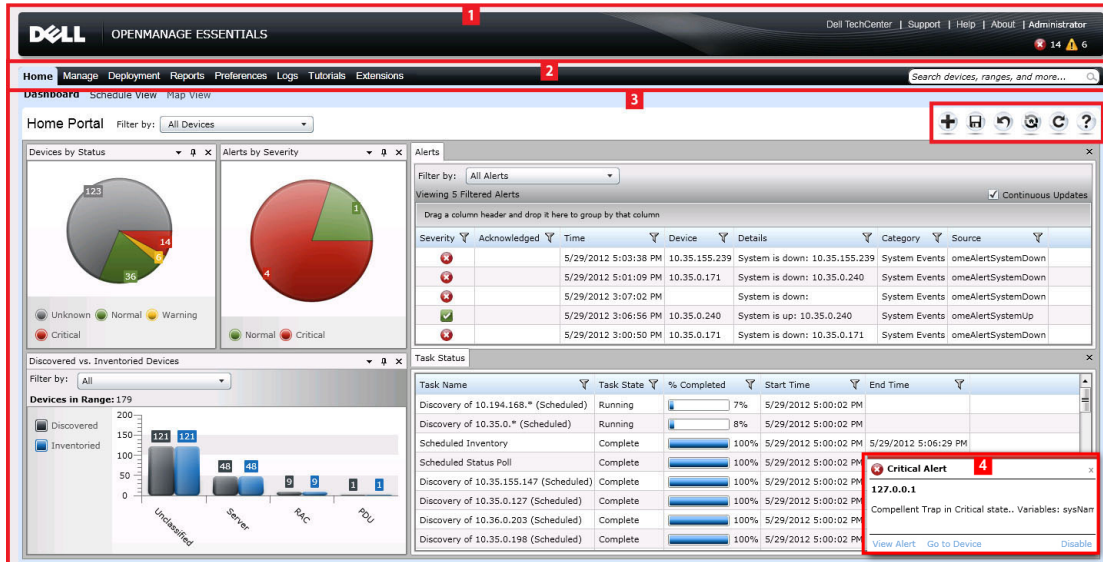 1
DELL OPENMANAGE ESSENTIALS
Dell TechCenter | Support | Help | About | Administrator
14 6
2
Home Manage Deployment Reports Preferences Logs Tutorials Extensions
Search devices, ranges, and more...
3
Dashboard Schedule View Map View
Home Portal Filter by: All Devices
Devices by Status
123
14
6
36
Unknown Normal Warning
Critical
Alerts by Severity
1
4
Normal Critical
Alerts
Filter by: All Alerts
Viewing 5 Filtered Alerts
Continuous Updates
Drag a column header and drop it here to group by that column
Severity Acknowledged Time Device Details Category Source
5/29/2012 5:03:38 PM 10.35.155.239 System is down: 10.35.155.239 System Events omeAlertSystemDown
5/29/2012 5:01:09 PM 10.35.0.171 System is down: 10.35.0.240 System Events omeAlertSystemDown
5/29/2012 3:07:02 PM System is down: System Events omeAlertSystemDown
5/29/2012 3:06:56 PM 10.35.0.240 System is up: 10.35.0.240 System Events omeAlertSystemUp
5/29/2012 3:00:50 PM 10.35.0.171 System is down: 10.35.0.171 System Events omeAlertSystemDown
Discovered vs. Inventoried Devices
Filter by: All
Devices in Range: 179
Discovered
Inventoried
200
150
100
50
0
121 121
48 48
9 9
1 1
Unclassified Server RAC PDU
Task Status
Task Name Task State % Completed Start Time End Time
Discovery of 10.194.168.* (Scheduled) Running 7% 5/29/2012 5:00:02 PM
Discovery of 10.35.0.* (Scheduled) Running 8% 5/29/2012 5:00:02 PM
Scheduled Inventory Complete 100% 5/29/2012 5:00:02 PM 5/29/2012 5:06:29 PM
Scheduled Status Poll Complete 100% 5/29/2012 5:00:02 PM
Discovery of 10.35.155.147 (Scheduled) Complete 100% 5/29/2012 5:00:02 PM
Discovery of 10.35.0.127 (Scheduled) Complete 100% 5/29/2012 5:00:02 PM
Discovery of 10.36.0.203 (Scheduled) Complete 100% 5/29/2012 5:00:02 PM
Discovery of 10.35.0.198 (Scheduled) Complete 100% 5/29/2012 5:00:02 PM
4
Critical Alert x
127.0.0.1
Compellent Trap in Critical state.. Variables: sysNam
View Alert Go to Device Disable